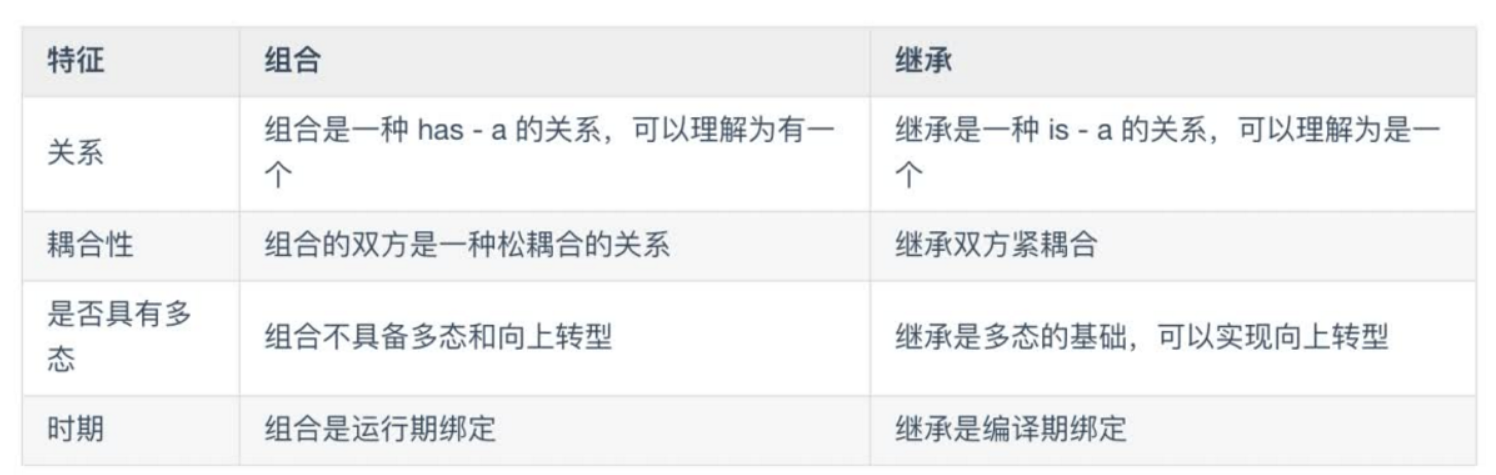 特征 组合 继承
关系
组合是一种 has - a 的关系，可以理解为有一
个
继承是一种 is - a 的关系，可以理解为是一
个
耦合性 组合的双方是一种松耦合的关系 继承双方紧耦合
是否具有多
态
组合不具备多态和向上转型
继承是多态的基础，可以实现向上转型
时期 组合是运行期绑定 继承是编译期绑定